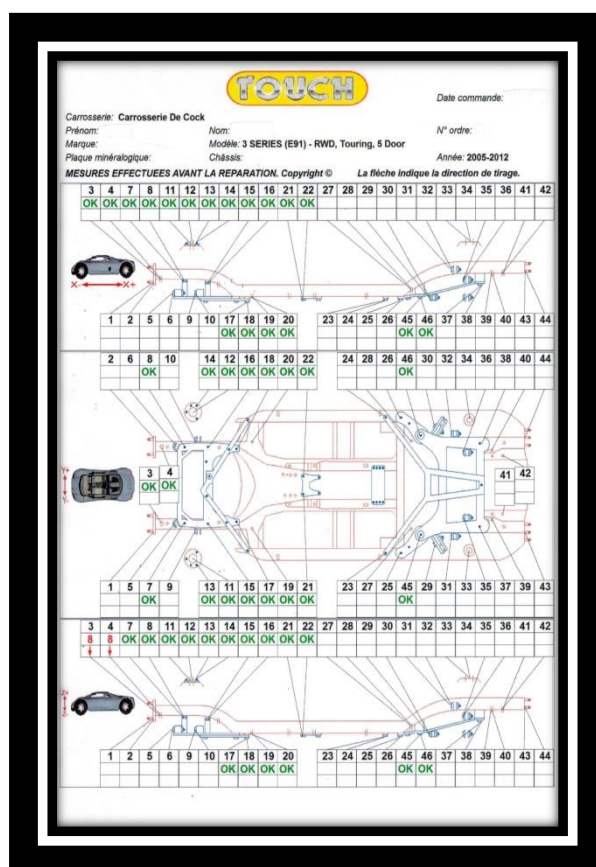 TOUCH
Date commande:
Carrosserie: Carrosserie De Cock
Prénom: Nom: N° ordre:
Marque: Modèle: 3 SERIES (E91) - RWD, Touring, 5 Door
Plaque minéralogique: Châssis: Année: 2005-2012
MESURES EFFECTUEES AVANT LA REPARATION. Copyright © La flèche indique la direction de tirage.
3 4 7 8 11 12 13 14 15 16 21 22 27 28 29 30 31 32 33 34 35 36 41 42
OK OK OK OK OK OK OK OK OK OK OK OK
X- X+
1 2 5 6 9 10 17 18 19 20 23 24 25 26 45 46 37 38 39 40 43 44
OK OK OK OK OK OK
2 6 8 10 14 12 16 18 20 22 24 28 26 46 30 32 34 36 38 40 44
OK OK OK OK OK OK OK OK
Y+
3 4 41 42
OK OK
Y-
1 5 7 9 13 11 15 17 19 21 23 27 25 45 29 31 33 35 37 39 43
OK OK OK OK OK OK OK OK
3 4 7 8 11 12 13 14 15 16 21 22 27 28 29 30 31 32 33 34 35 36 41 42
8 8 OK OK OK OK OK OK OK OK OK OK
Z+
Z-
1 2 5 6 9 10 17 18 19 20 23 24 25 26 45 46 37 38 39 40 43 44
OK OK OK OK OK OK